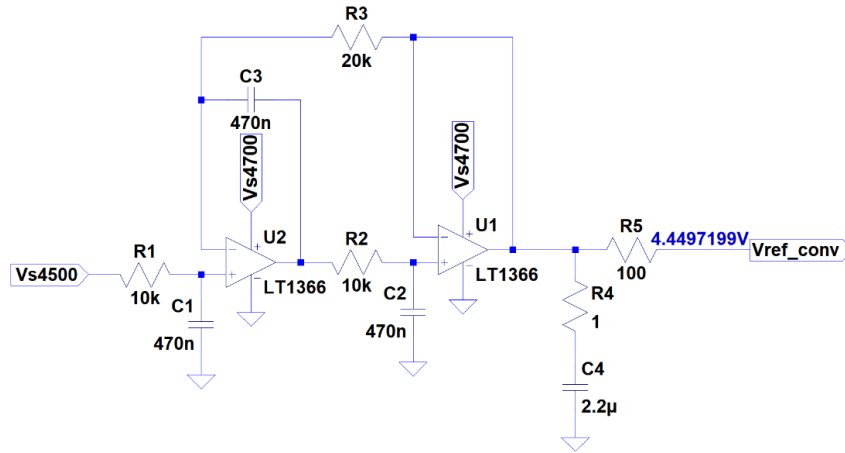 R3
20k
C3
470n
Vs4700
Vs4700
U2
U1
R1
R2
R5
4.4497199V
Vs4500
Vref_conv
10k
LT1366
10k
LT1366
100
C1
C2
R4
470n
470n
1
C4
2.2µ
+
−
+
−
+
−
+
−